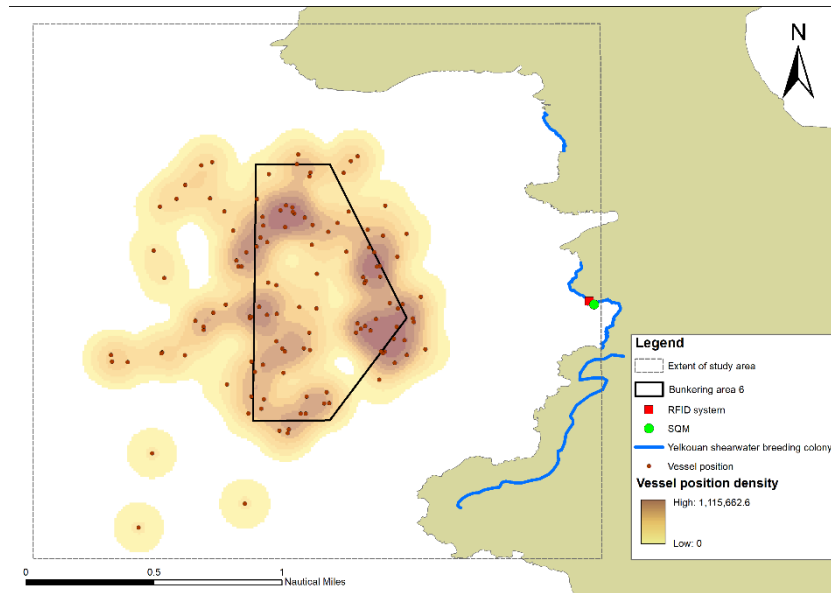 N
Legend
Extent of study area
Bunkering area 6
RFID system
SQM
Yelkouan shearwater breeding colony
Vessel position
Vessel position density
High: 1,115,662.6
Low: 0
0 0.5 1
Nautical Miles